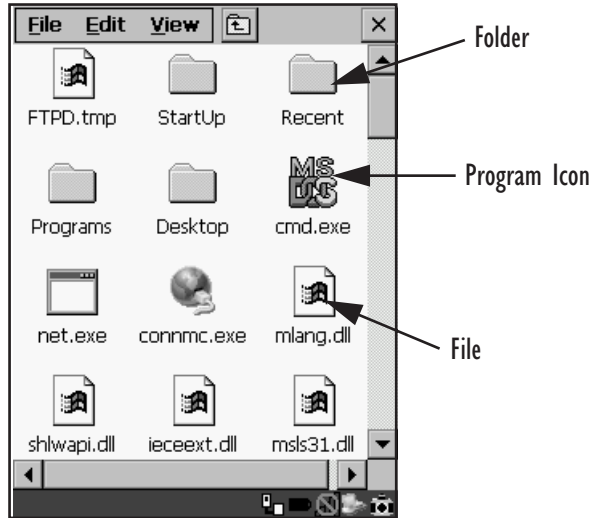 File Edit View
Folder
FTPD.tmp StartUp Recent
MS
DOS
Program Icon
Programs Desktop cmd.exe
net.exe connmc.exe mlang.dll
File
shlwapi.dll ieceext.dll msls31.dll